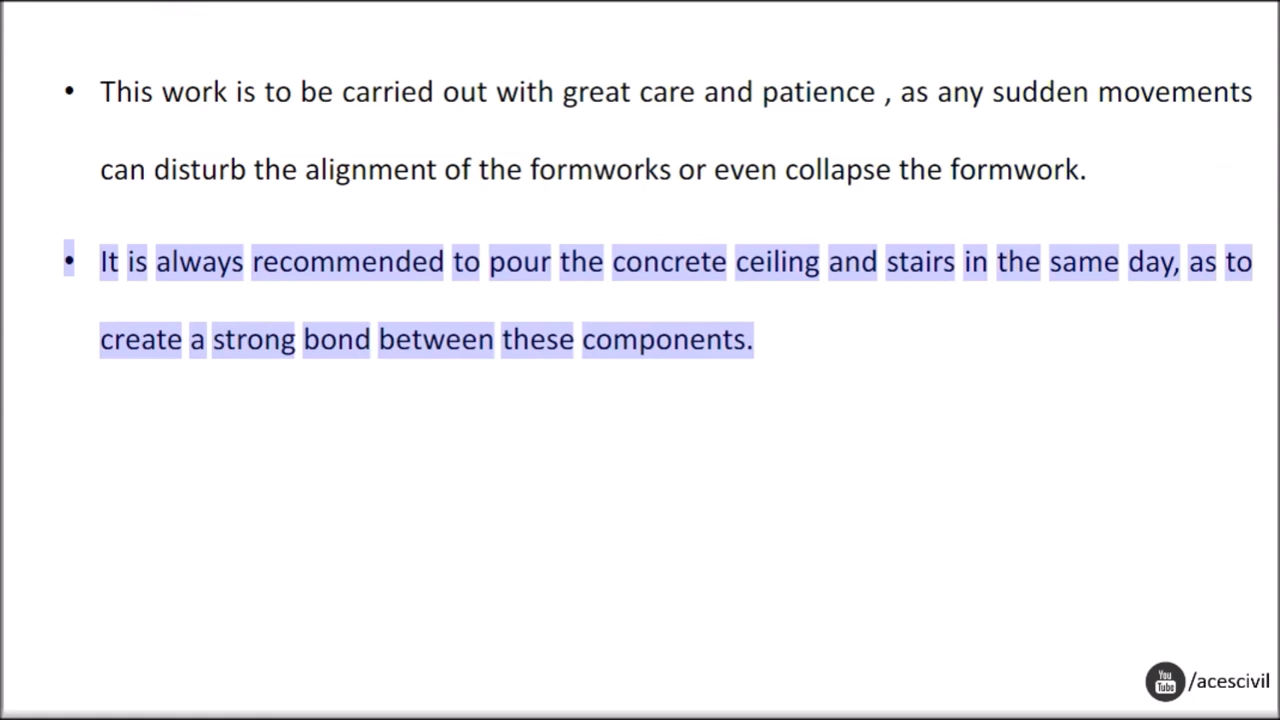 • This work is to be carried out with great care and patience , as any sudden movements
can disturb the alignment of the formworks or even collapse the formwork.
• It is always recommended to pour the concrete ceiling and stairs in the same day, as to
create a strong bond between these components.
You
Tube
/acescivil